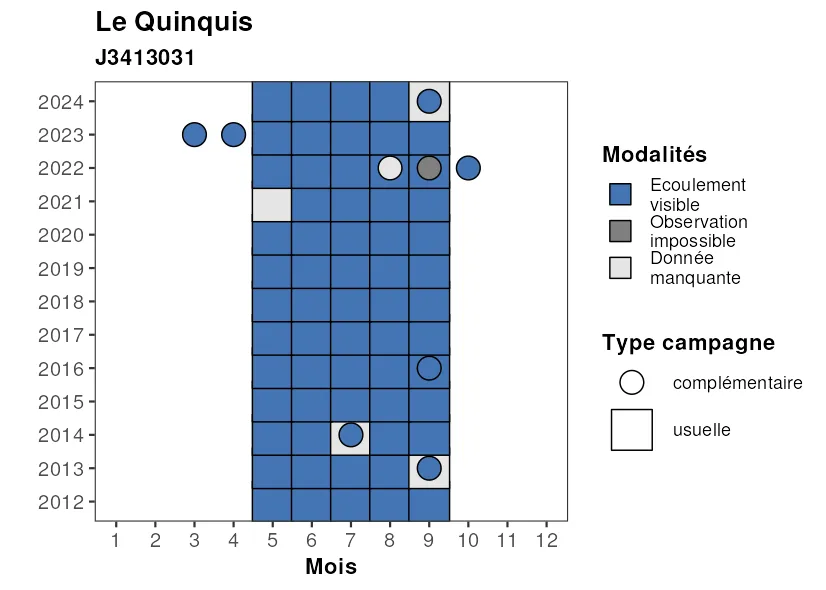 Le Quinquis
J3413031
2024
2023
2022
2021
2020
2019
2018
2017
2016
2015
2014
2013
2012
1 2 3 4 5 6 7 8 9 10 11 12
Mois
Modalités
Ecoulement
visible
Observation
impossible
Donnée
manquante
Type campagne
complémentaire
usuelle